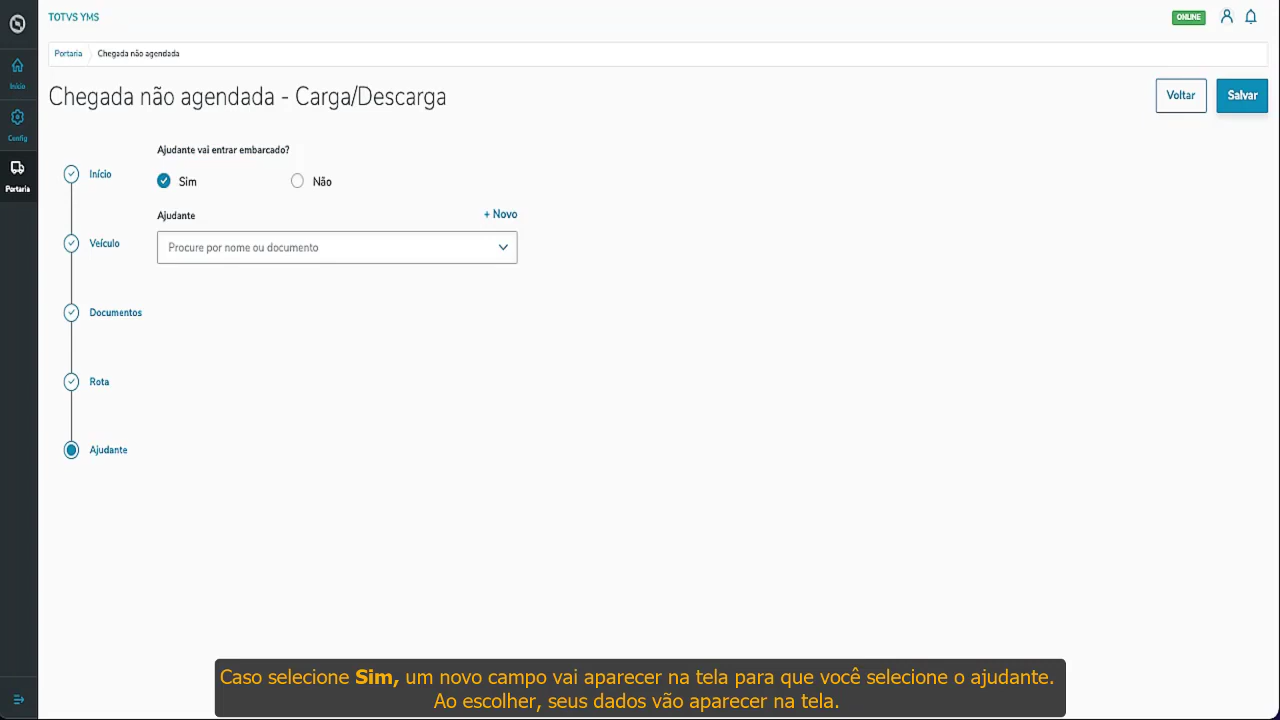 TOTVS YMS
ONLINE
Portaria
Chegada não agendada
Início
Config
Portaria
Chegada não agendada - Carga/Descarga
Voltar
Salvar
Ajudante vai entrar embarcado?
Início
Sim
Não
Ajudante
+ Novo
Veículo
Procure por nome ou documento
Documentos
Rota
Ajudante
Caso selecione Sim, um novo campo vai aparecer na tela para que você selecione o ajudante.
Ao escolher, seus dados vão aparecer na tela.